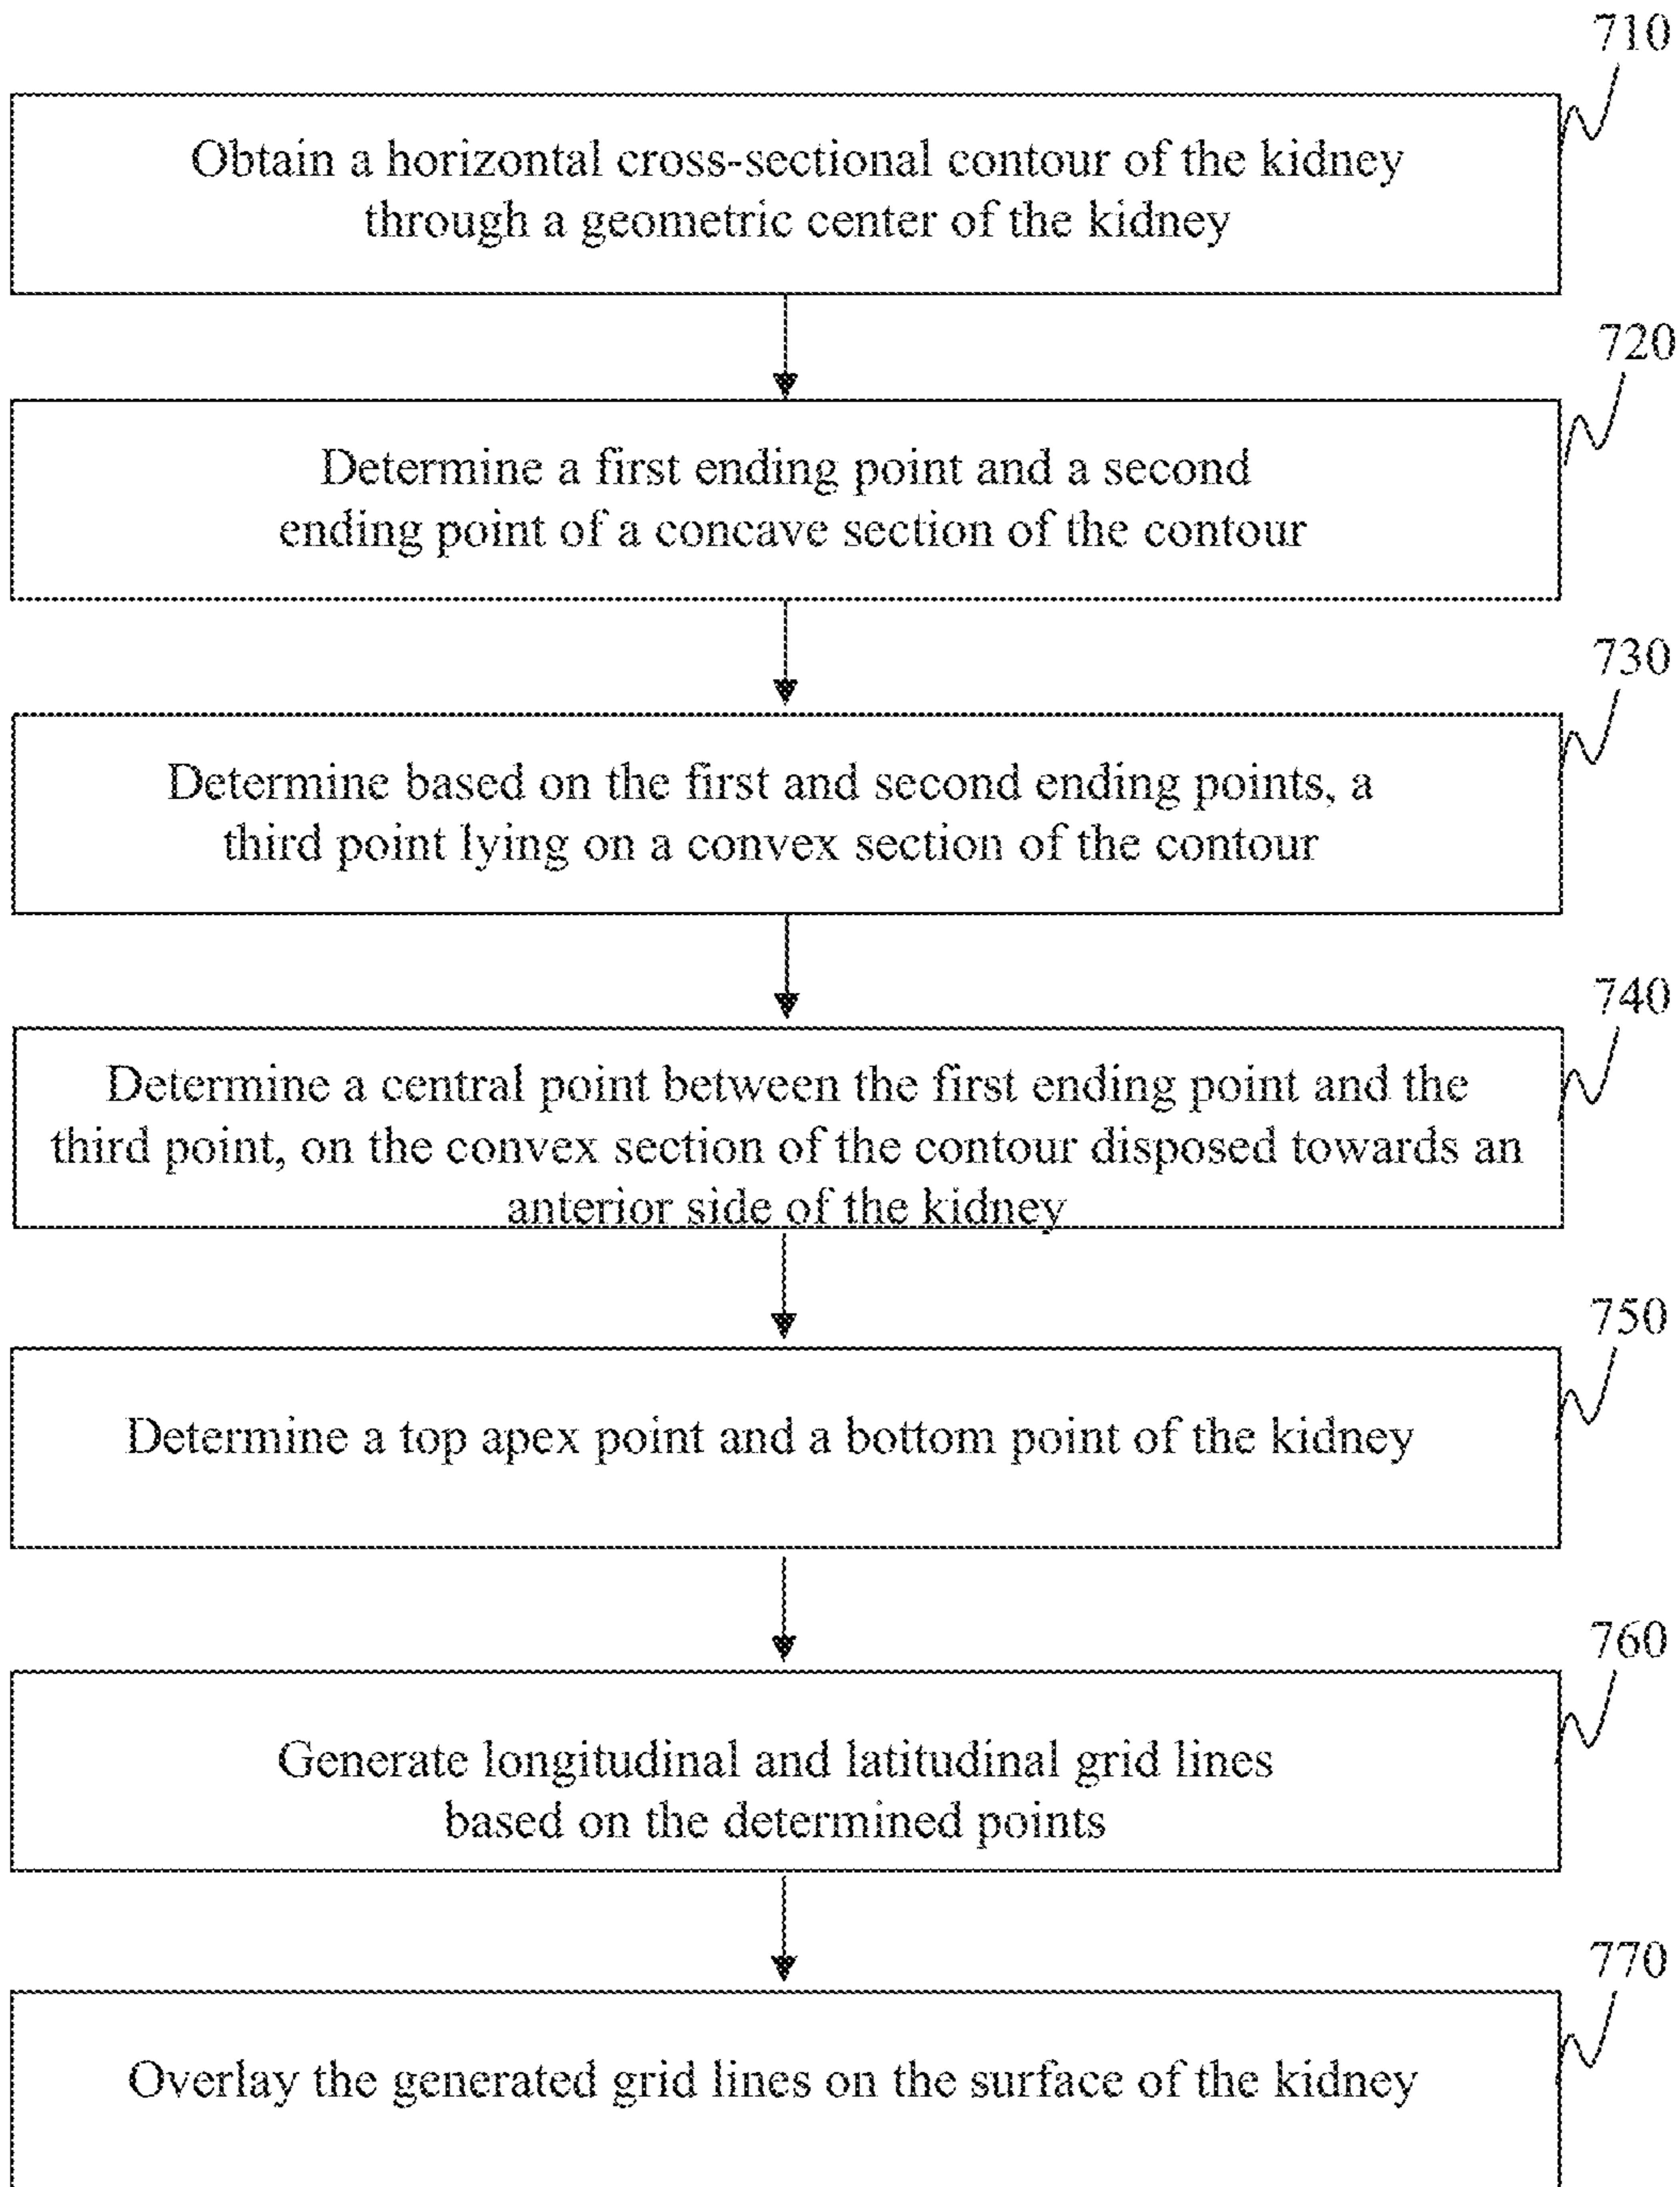 710
Obtain a horizontal cross-sectional contour of the kidney
through a geometric center of the kidney
720
Determine a first ending point and a second
ending point of a concave section of the contour
730
Determine based on the first and second ending points, a
third point lying on a convex section of the contour
740
Determine a central point between the first ending point and the
third point, on the convex section of the contour disposed towards an
anterior side of the kidney
750
Determine a top apex point and a bottom point of the kidney
760
Generate longitudinal and latitudinal grid lines
based on the determined points
770
Overlay the generated grid lines on the surface of the kidney